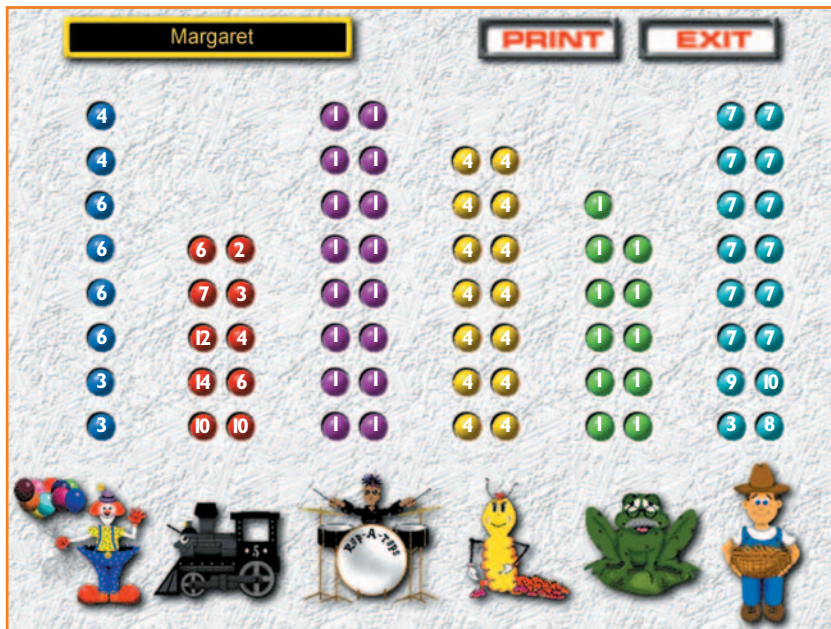 Margaret
PRINT EXIT
4 1 1 7 7
4 1 1 4 4 7 7
6 1 1 4 4 1 7 7
6 6 2 1 1 4 4 1 1 7 7
6 7 3 1 1 4 4 1 1 7 7
6 12 4 1 1 4 4 1 1 7 7
3 14 6 1 1 4 4 1 1 9 10
3 10 10 1 1 4 4 1 1 3 8
5
RAP-A-TAPS